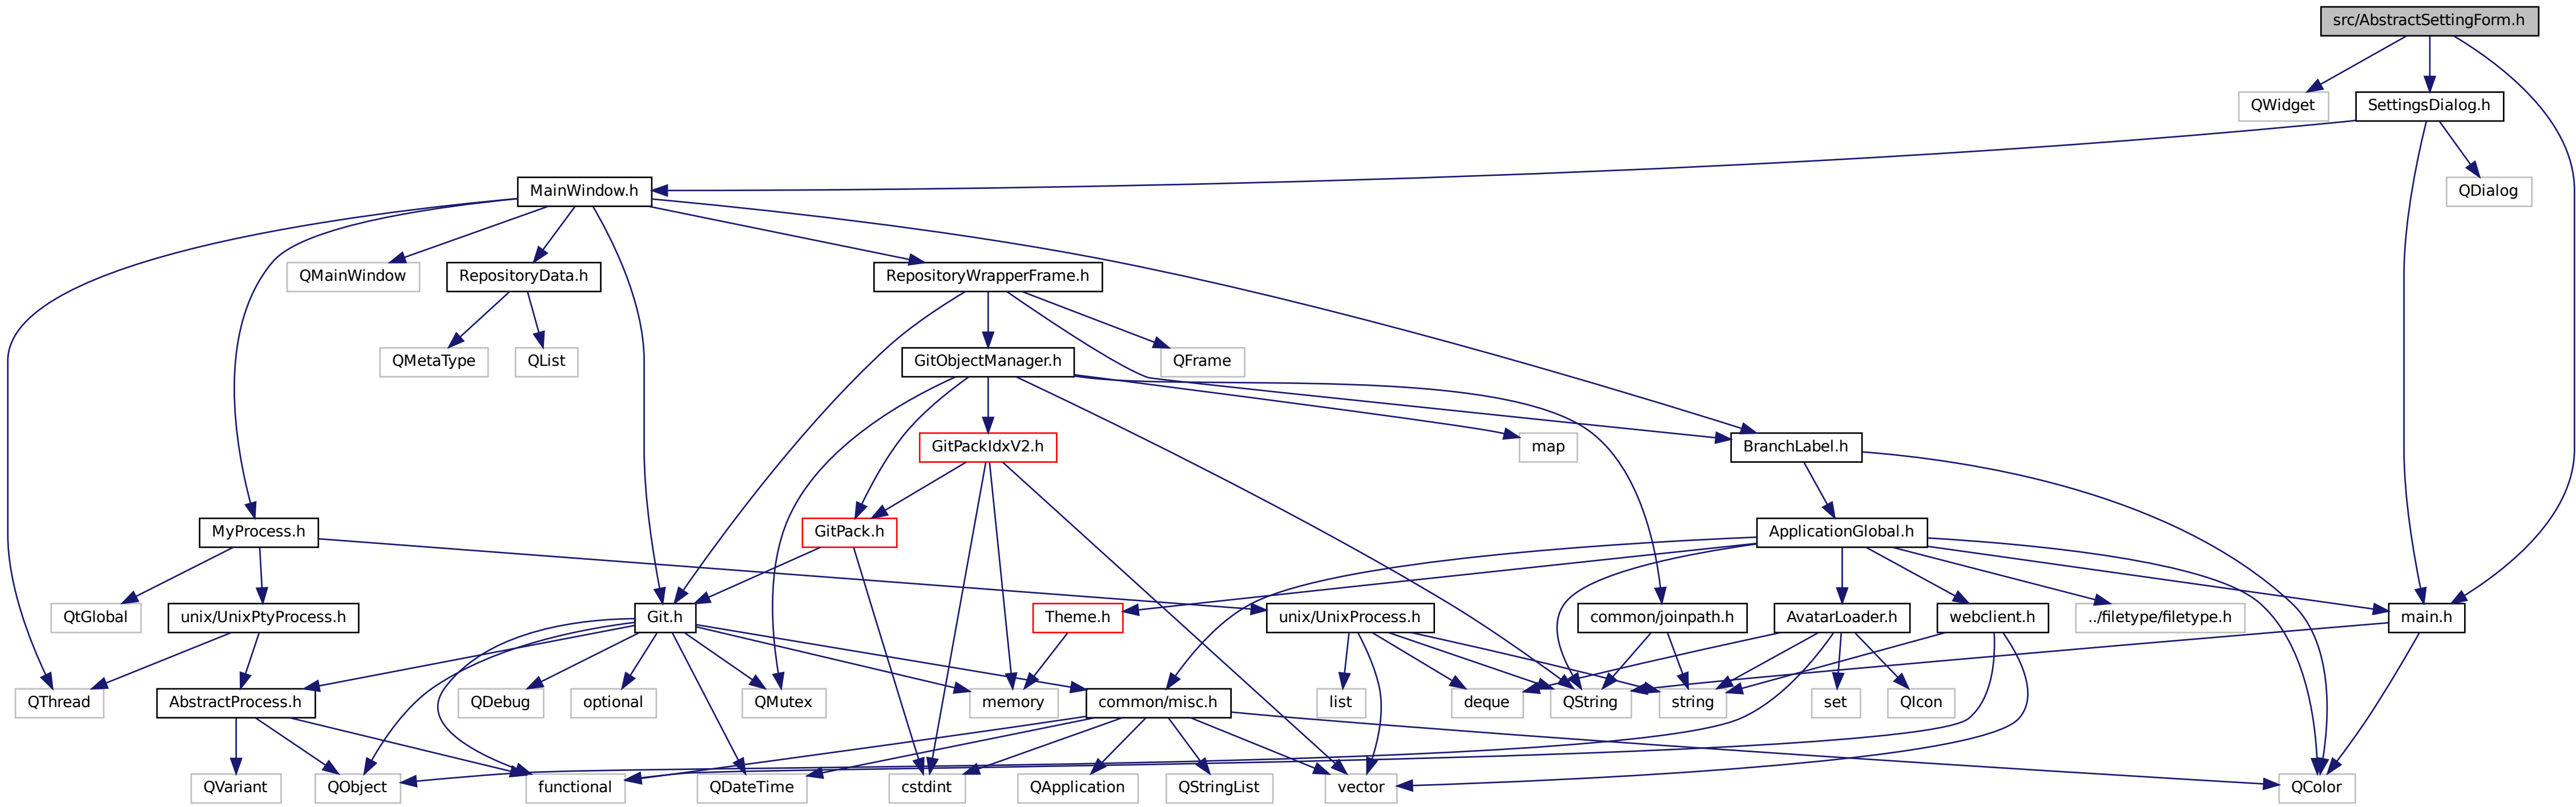 src/AbstractSettingForm.h
QWidget
SettingsDialog.h
MainWindow.h
QDialog
QMainWindow
RepositoryData.h
RepositoryWrapperFrame.h
QMetaType
QList
GitObjectManager.h
QFrame
GitPackIdxV2.h
map
BranchLabel.h
MyProcess.h
GitPack.h
ApplicationGlobal.h
QtGlobal
unix/UnixPtyProcess.h
Git.h
Theme.h
unix/UnixProcess.h
common/joinpath.h
AvatarLoader.h
webclient.h
../filetype/filetype.h
main.h
QThread
AbstractProcess.h
QDebug
optional
QMutex
memory
common/misc.h
list
deque
QString
string
set
QIcon
QVariant
QObject
functional
QDateTime
cstdint
QApplication
QStringList
vector
QColor